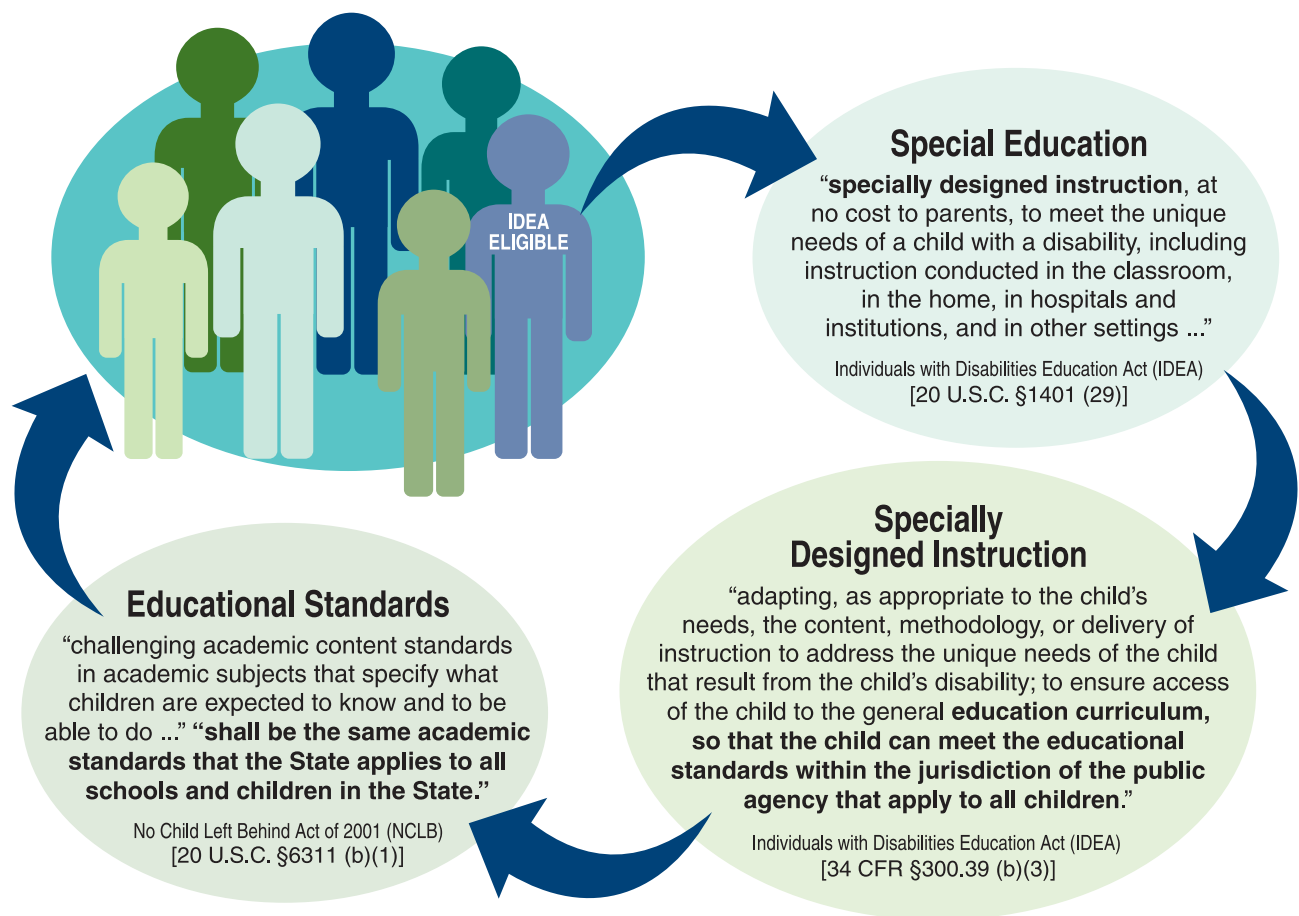 IDEA
ELIGIBLE
Special Education
“specially designed instruction, at
no cost to parents, to meet the unique
needs of a child with a disability, including
instruction conducted in the classroom,
in the home, in hospitals and
institutions, and in other settings ...”
Individuals with Disabilities Education Act (IDEA)
[20 U.S.C. §1401 (29)]
Specially
Designed Instruction
“adapting, as appropriate to the child’s
needs, the content, methodology, or delivery of
instruction to address the unique needs of the child
that result from the child’s disability; to ensure access
of the child to the general education curriculum,
so that the child can meet the educational
standards within the jurisdiction of the public
agency that apply to all children.”
Individuals with Disabilities Education Act (IDEA)
[34 CFR §300.39 (b)(3)]
Educational Standards
“challenging academic content standards
in academic subjects that specify what
children are expected to know and to be
able to do ...” “shall be the same academic
standards that the State applies to all
schools and children in the State.”
No Child Left Behind Act of 2001 (NCLB)
[20 U.S.C. §6311 (b)(1)]